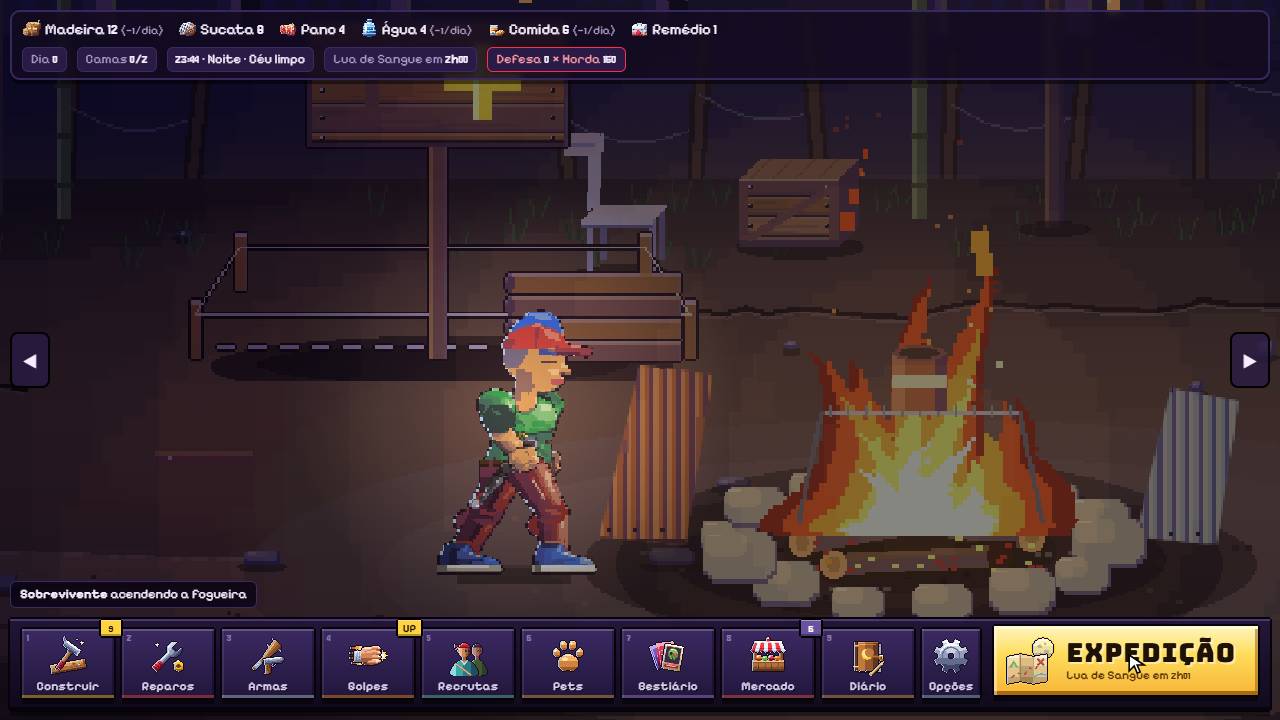 Madeira 12 (-1/dia) Sucata 8 Pano 4 Água 4 (-1/dia) Comida 6 (-1/dia) Remédio 1
Dia 0 Camas 0/2 23:44 · Noite · Céu limpo Lua de Sangue em 2h00 Defesa 0 × Horda 160
Sobrevivente acendendo a fogueira
9 UP 6
1 2 3 4 5 6 7 8 9
Construir Reparos Armas Golpes Recrutas Pets Bestiário Mercado Diário Opções
EXPEDIÇÃO
Lua de Sangue em 2h01